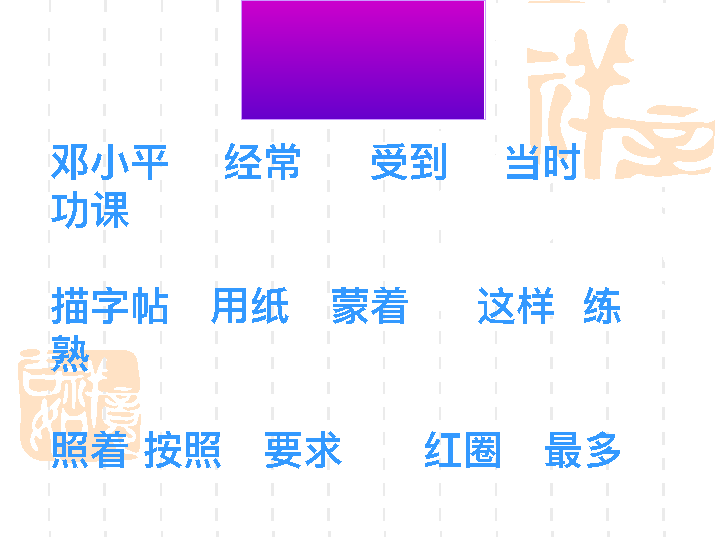 邓小平 经常 受到 当时
功课
描字帖 用纸 蒙着 这样 练
熟
照着 按照 要求 红圈 最多